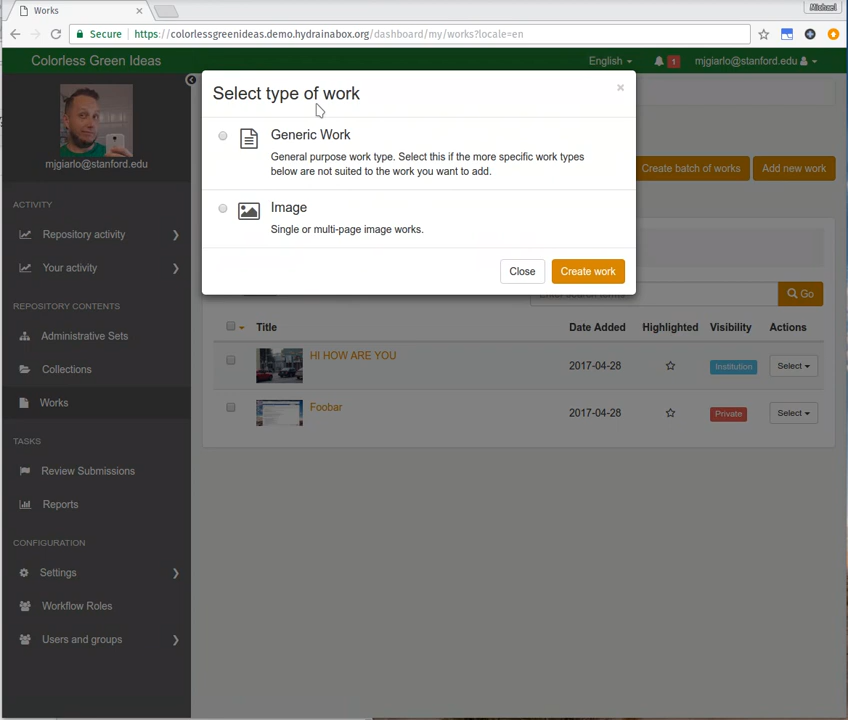 Works
Michael
Secure
https://colorlessgreenideas.demo.hydrainabox.org/dashboard/my/works?locale=en
Colorless Green Ideas
English
1
mjgiarlo@stanford.edu
mjgiarlo@stanford.edu
ACTIVITY
Repository activity
Your activity
REPOSITORY CONTENTS
Administrative Sets
Collections
Works
TASKS
Review Submissions
Reports
CONFIGURATION
Settings
Workflow Roles
Users and groups
Select type of work
×
Generic Work
General purpose work type. Select this if the more specific work types
below are not suited to the work you want to add.
Image
Single or multi-page image works.
Close
Create work
Create batch of works
Add new work
Go
Title
Date Added
Highlighted
Visibility
Actions
HI HOW ARE YOU
2017-04-28
Institution
Select
Foobar
2017-04-28
Private
Select